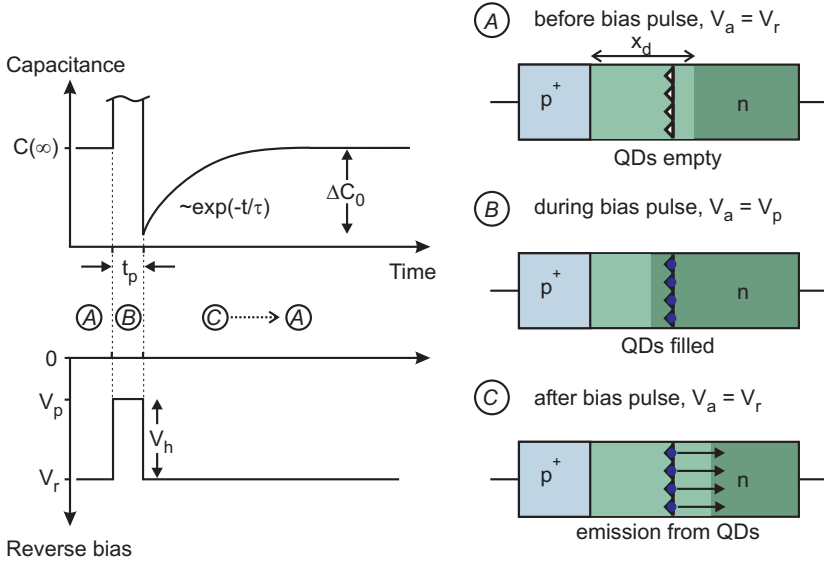 Capacitance
C(∞)
~exp(-t/τ)
ΔC₀
tₚ
Time
A
B
C
A
0
Vₚ
Vₕ
Vᵣ
Reverse bias
A before bias pulse, Vₐ = Vᵣ
x_d
p⁺
n
QDs empty
B during bias pulse, Vₐ = Vₚ
p⁺
n
QDs filled
C after bias pulse, Vₐ = Vᵣ
p⁺
n
emission from QDs